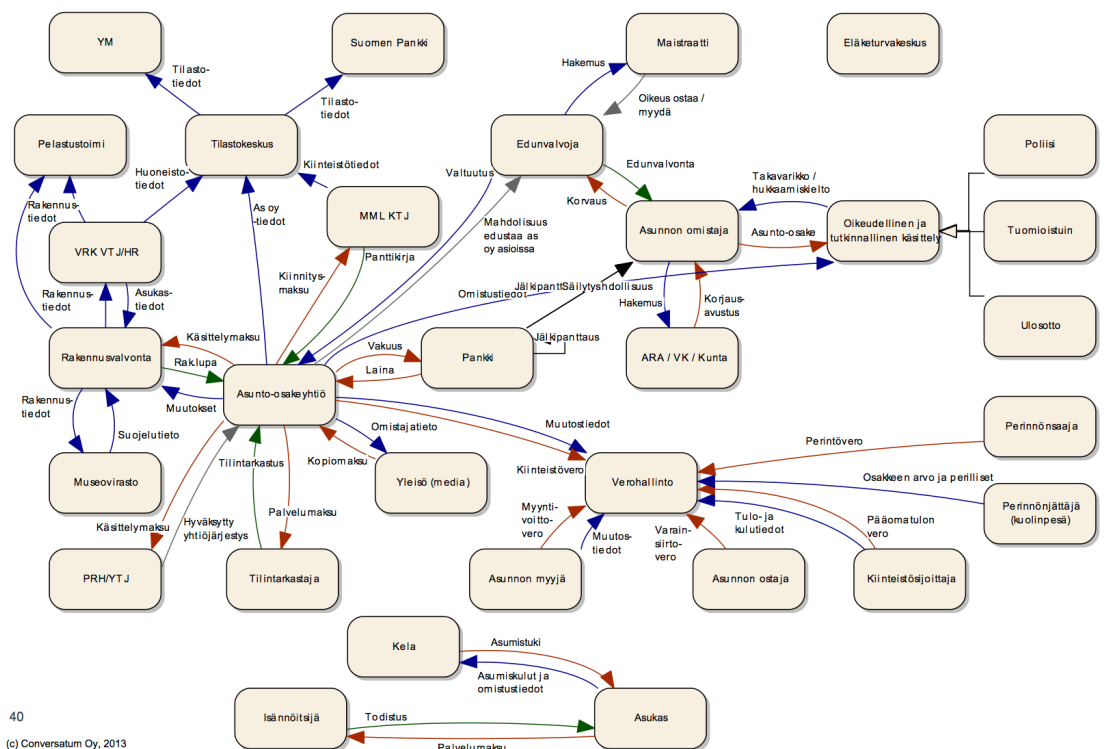 YM
Suomen Pankki
Maistraatti
Eläketurvakeskus
Tilasto-
tiedot
Hakemus
Tilasto-
tiedot
Oikeus ostaa /
myydä
Pelastustoimi
Tilastokeskus
Edunvalvoja
Poliisi
Huoneisto-
tiedot
Kiinteistötiedot
Valtuutus
Edunvalvonta
Takavarikko /
hukkaamiskielto
Rakennus-
tiedot
As oy
-tiedot
Mahdolisuus
edustaa as
oy asioissa
Korvaus
VRK VTJ/HR
MML KTJ
Asunnon omistaja
Asunto-osake
Oikeudellinen ja
tutkinnallinen käsittely
Tuomioistuin
Panttikirja
Rakennus-
tiedot
Asukas-
tiedot
Kiinnitys-
maksu
Omistustiedot
JälkipanttSäilytyshdollisuus
Hakemus
Korjaus-
avustus
Rakennusvalvonta
Käsittelymaksu
Vakuus
Pankki
Jälkipanttaus
ARA / VK / Kunta
Ulosotto
Rak.lupa
Laina
Asunto-osakeyhtiö
Rakennus-
tiedot
Muutokset
Suojelutieto
Omistajatieto
Muutostiedot
Perintövero
Perinnönsaaja
Tilintarkastus
Kopiomaksu
Kiinteistövero
Museovirasto
Yleisö (media)
Verohallinto
Osakkeen arvo ja perilliset
Perinnönjättäjä
(kuolinpesä)
Käsittelymaksu
Hyväksytty
yhtiöjärjestys
Palvelumaksu
Myynti-
voitto-
vero
Muutos-
tiedot
Varain-
siirto-
vero
Tulo- ja
kulutiedot
Pääomatulon
vero
PRH/YTJ
Tilintarkastaja
Asunnon myyjä
Asunnon ostaja
Kiinteistösijoittaja
Kela
Asumistuki
Asumiskulut ja
omistustiedot
Isännöitsijä
Todistus
Asukas
Palvelumaksu
40
(c) Conversatum Oy, 2013